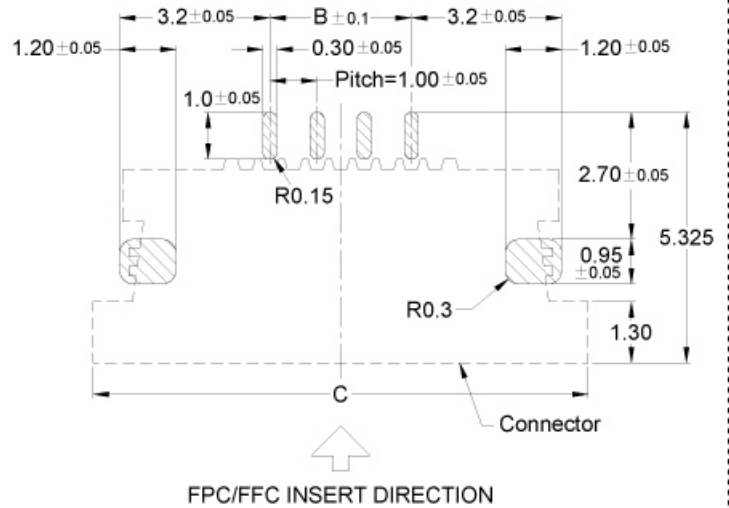 3.2±0.05
B±0.1
3.2±0.05
1.20±0.05
0.30±0.05
1.20±0.05
Pitch=1.00±0.05
1.0±0.05
R0.15
2.70±0.05
5.325
0.95
±0.05
R0.3
1.30
C
Connector
FPC/FFC INSERT DIRECTION